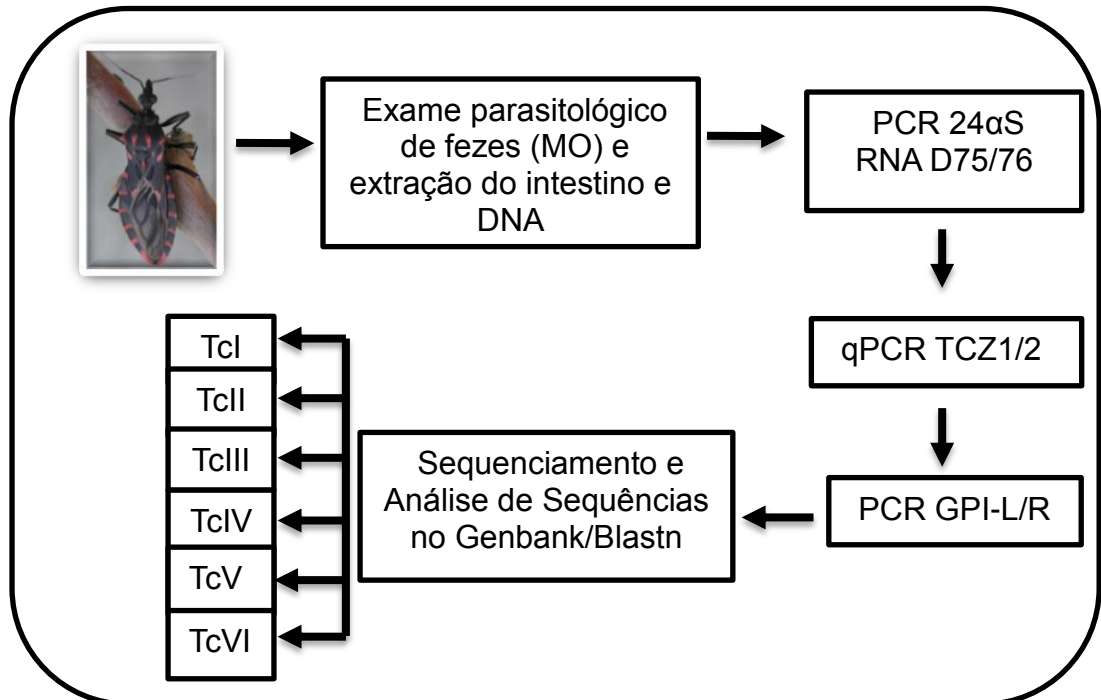 Exame parasitológico
de fezes (MO) e
extração do intestino e
DNA
PCR 24αS
RNA D75/76
qPCR TCZ1/2
PCR GPI-L/R
Sequenciamento e
Análise de Sequências
no Genbank/Blastn
TcI
TcII
TcIII
TcIV
TcV
TcVI